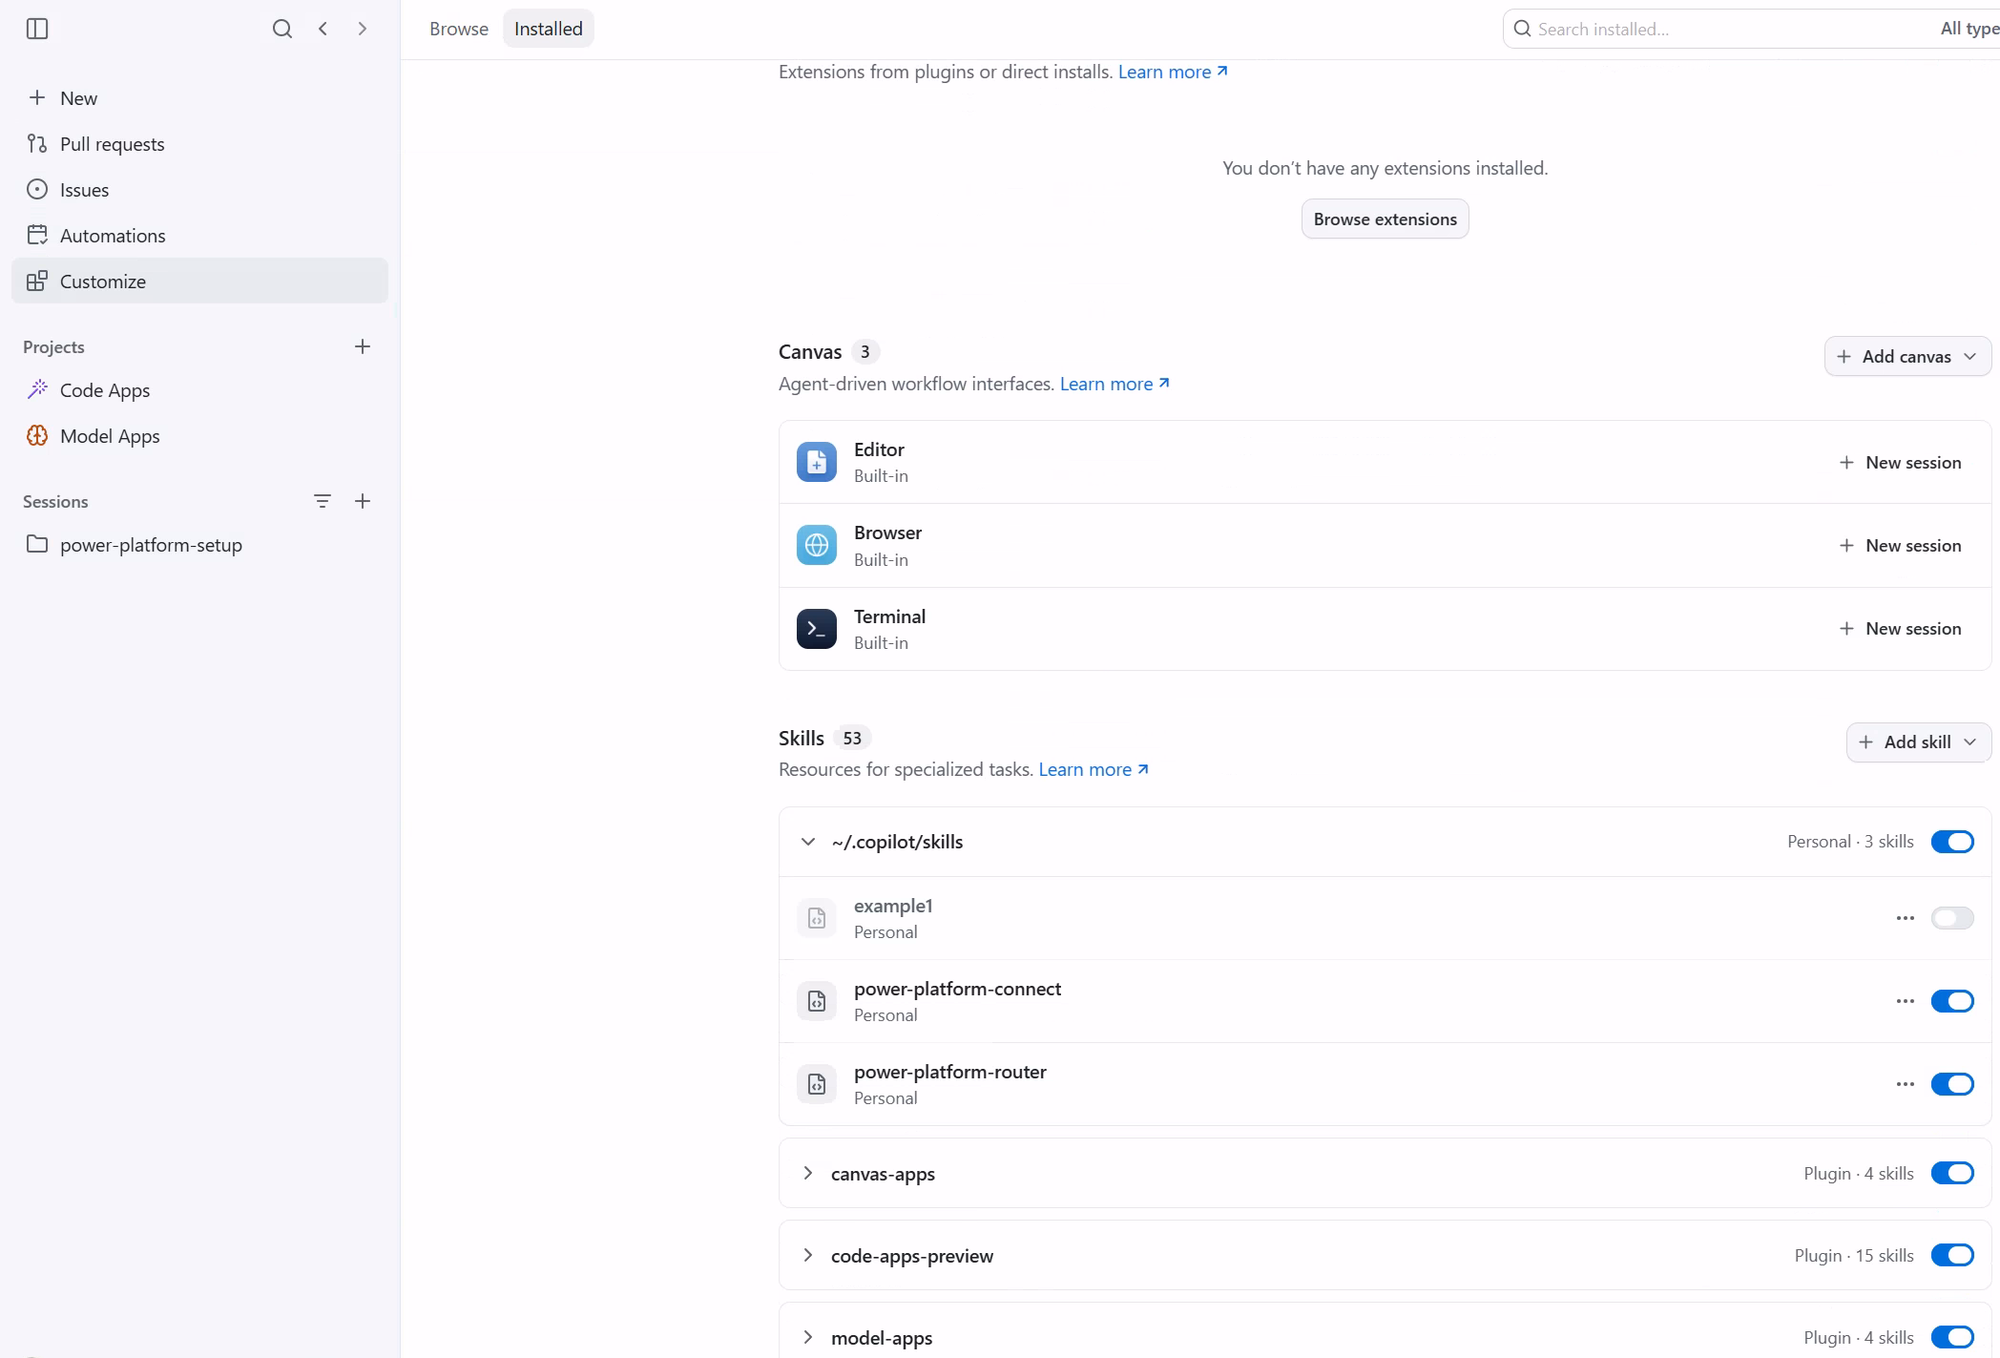 New
Pull requests
Issues
Automations
Customize
Projects
Code Apps
Model Apps
Sessions
power-platform-setup
Browse
Installed
Search installed...
All type
Extensions from plugins or direct installs. Learn more
You don't have any extensions installed.
Browse extensions
Canvas 3
Agent-driven workflow interfaces. Learn more
Add canvas
Editor
Built-in
New session
Browser
Built-in
New session
Terminal
Built-in
New session
Skills 53
Resources for specialized tasks. Learn more
Add skill
~/.copilot/skills
Personal · 3 skills
example1
Personal
power-platform-connect
Personal
power-platform-router
Personal
canvas-apps
Plugin · 4 skills
code-apps-preview
Plugin · 15 skills
model-apps
Plugin · 4 skills